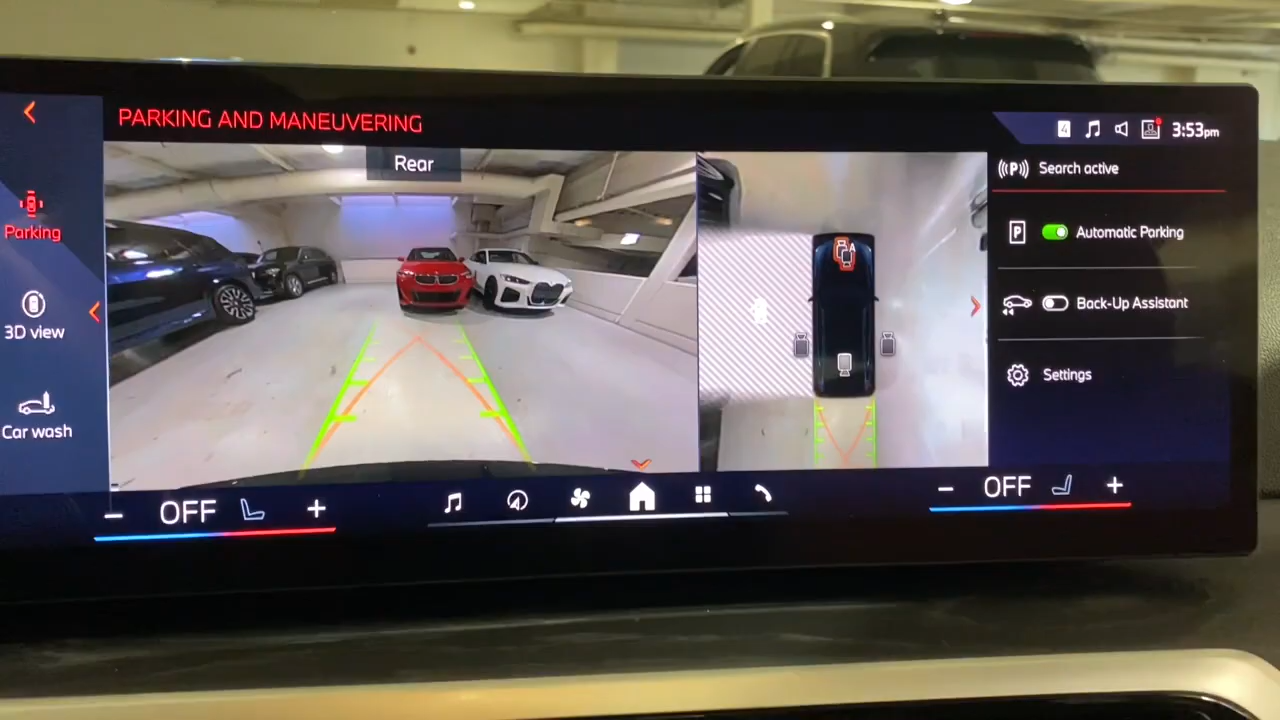 PARKING AND MANEUVERING
4
3:53pm
Rear
Parking
3D view
Car wash
A
((P)) Search active
P Automatic Parking
Back-Up Assistant
Settings
− OFF +
− OFF +